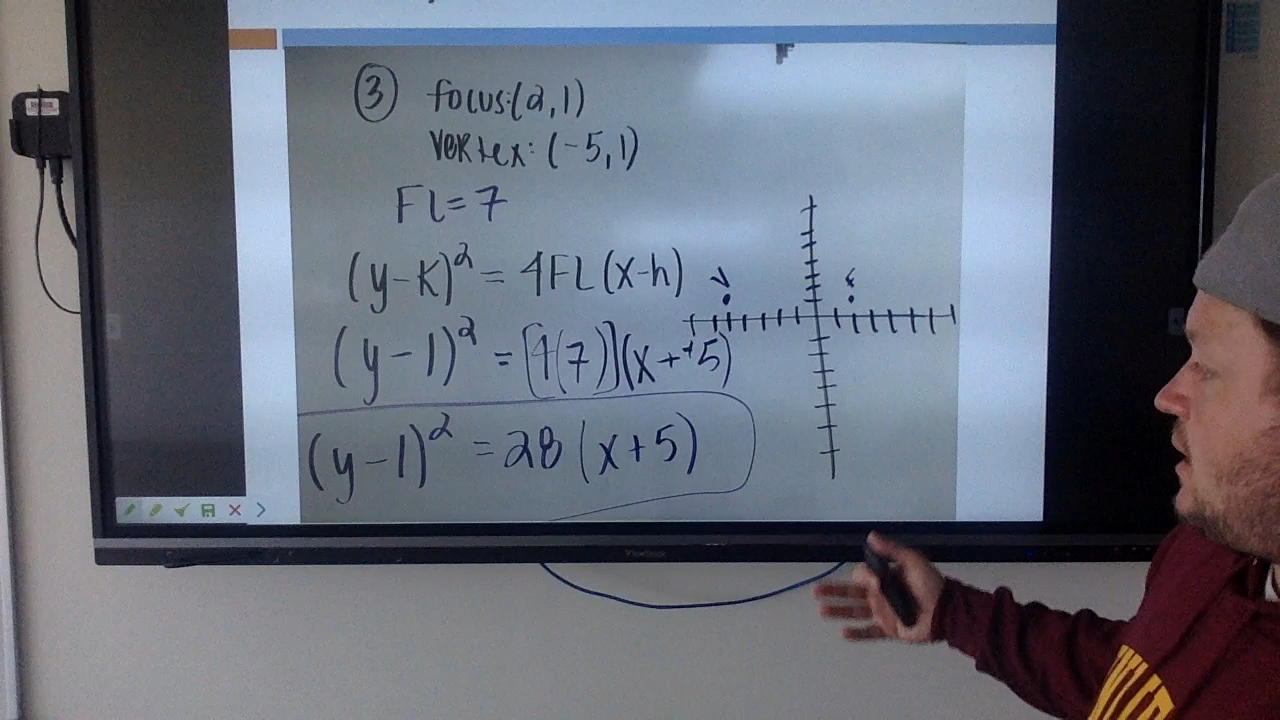 ③ focus:(2,1)
vertex: (-5,1)
FL=7
(y-k)² = 4FL(x-h)
V
F
(y-1)² = [4(7)](x++5)
(y-1)² = 28(x+5)
ViewSonic